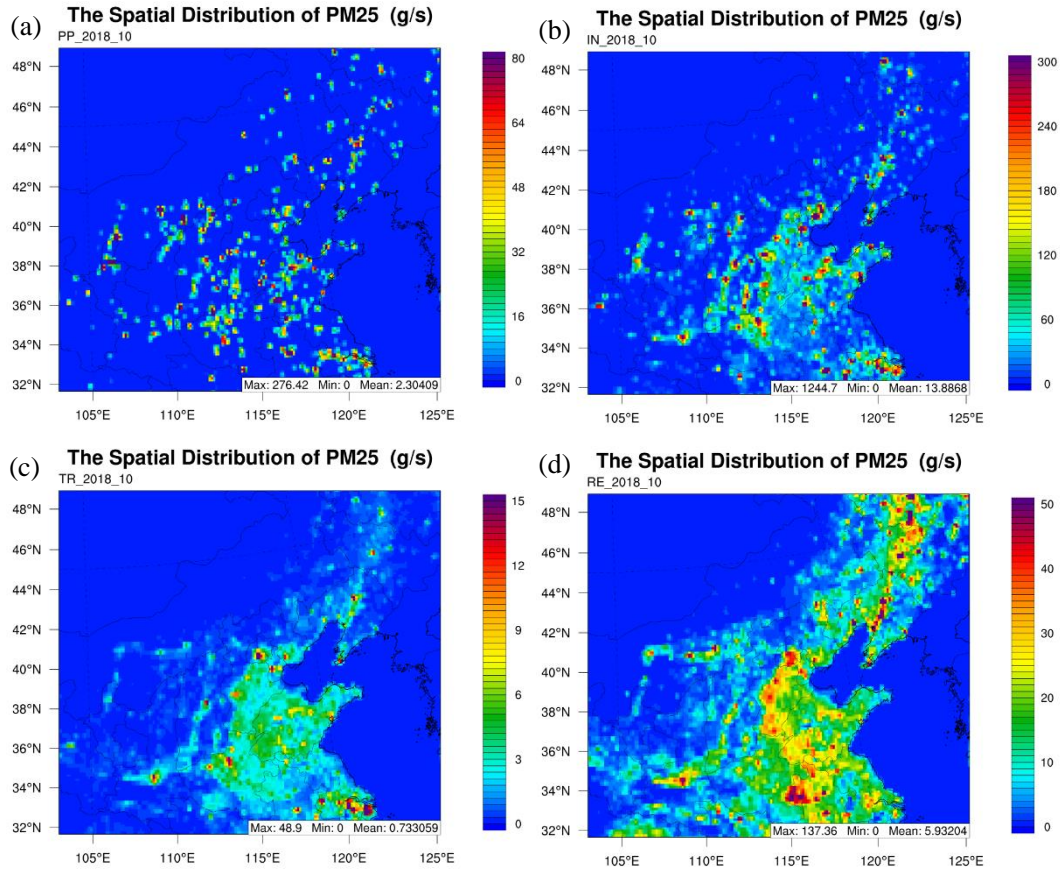 (a)
The Spatial Distribution of PM25 (g/s)
PP_2018_10
48°N
46°N
44°N
42°N
40°N
38°N
36°N
34°N
32°N
105°E 110°E 115°E 120°E 125°E
80
64
48
32
16
0
Max: 276.42 Min: 0 Mean: 2.30409
(b)
The Spatial Distribution of PM25 (g/s)
IN_2018_10
48°N
46°N
44°N
42°N
40°N
38°N
36°N
34°N
32°N
105°E 110°E 115°E 120°E 125°E
300
240
180
120
60
0
Max: 1244.7 Min: 0 Mean: 13.8868
(c)
The Spatial Distribution of PM25 (g/s)
TR_2018_10
48°N
46°N
44°N
42°N
40°N
38°N
36°N
34°N
32°N
105°E 110°E 115°E 120°E 125°E
15
12
9
6
3
0
Max: 48.9 Min: 0 Mean: 0.733059
(d)
The Spatial Distribution of PM25 (g/s)
RE_2018_10
48°N
46°N
44°N
42°N
40°N
38°N
36°N
34°N
32°N
105°E 110°E 115°E 120°E 125°E
50
40
30
20
10
0
Max: 137.36 Min: 0 Mean: 5.93204